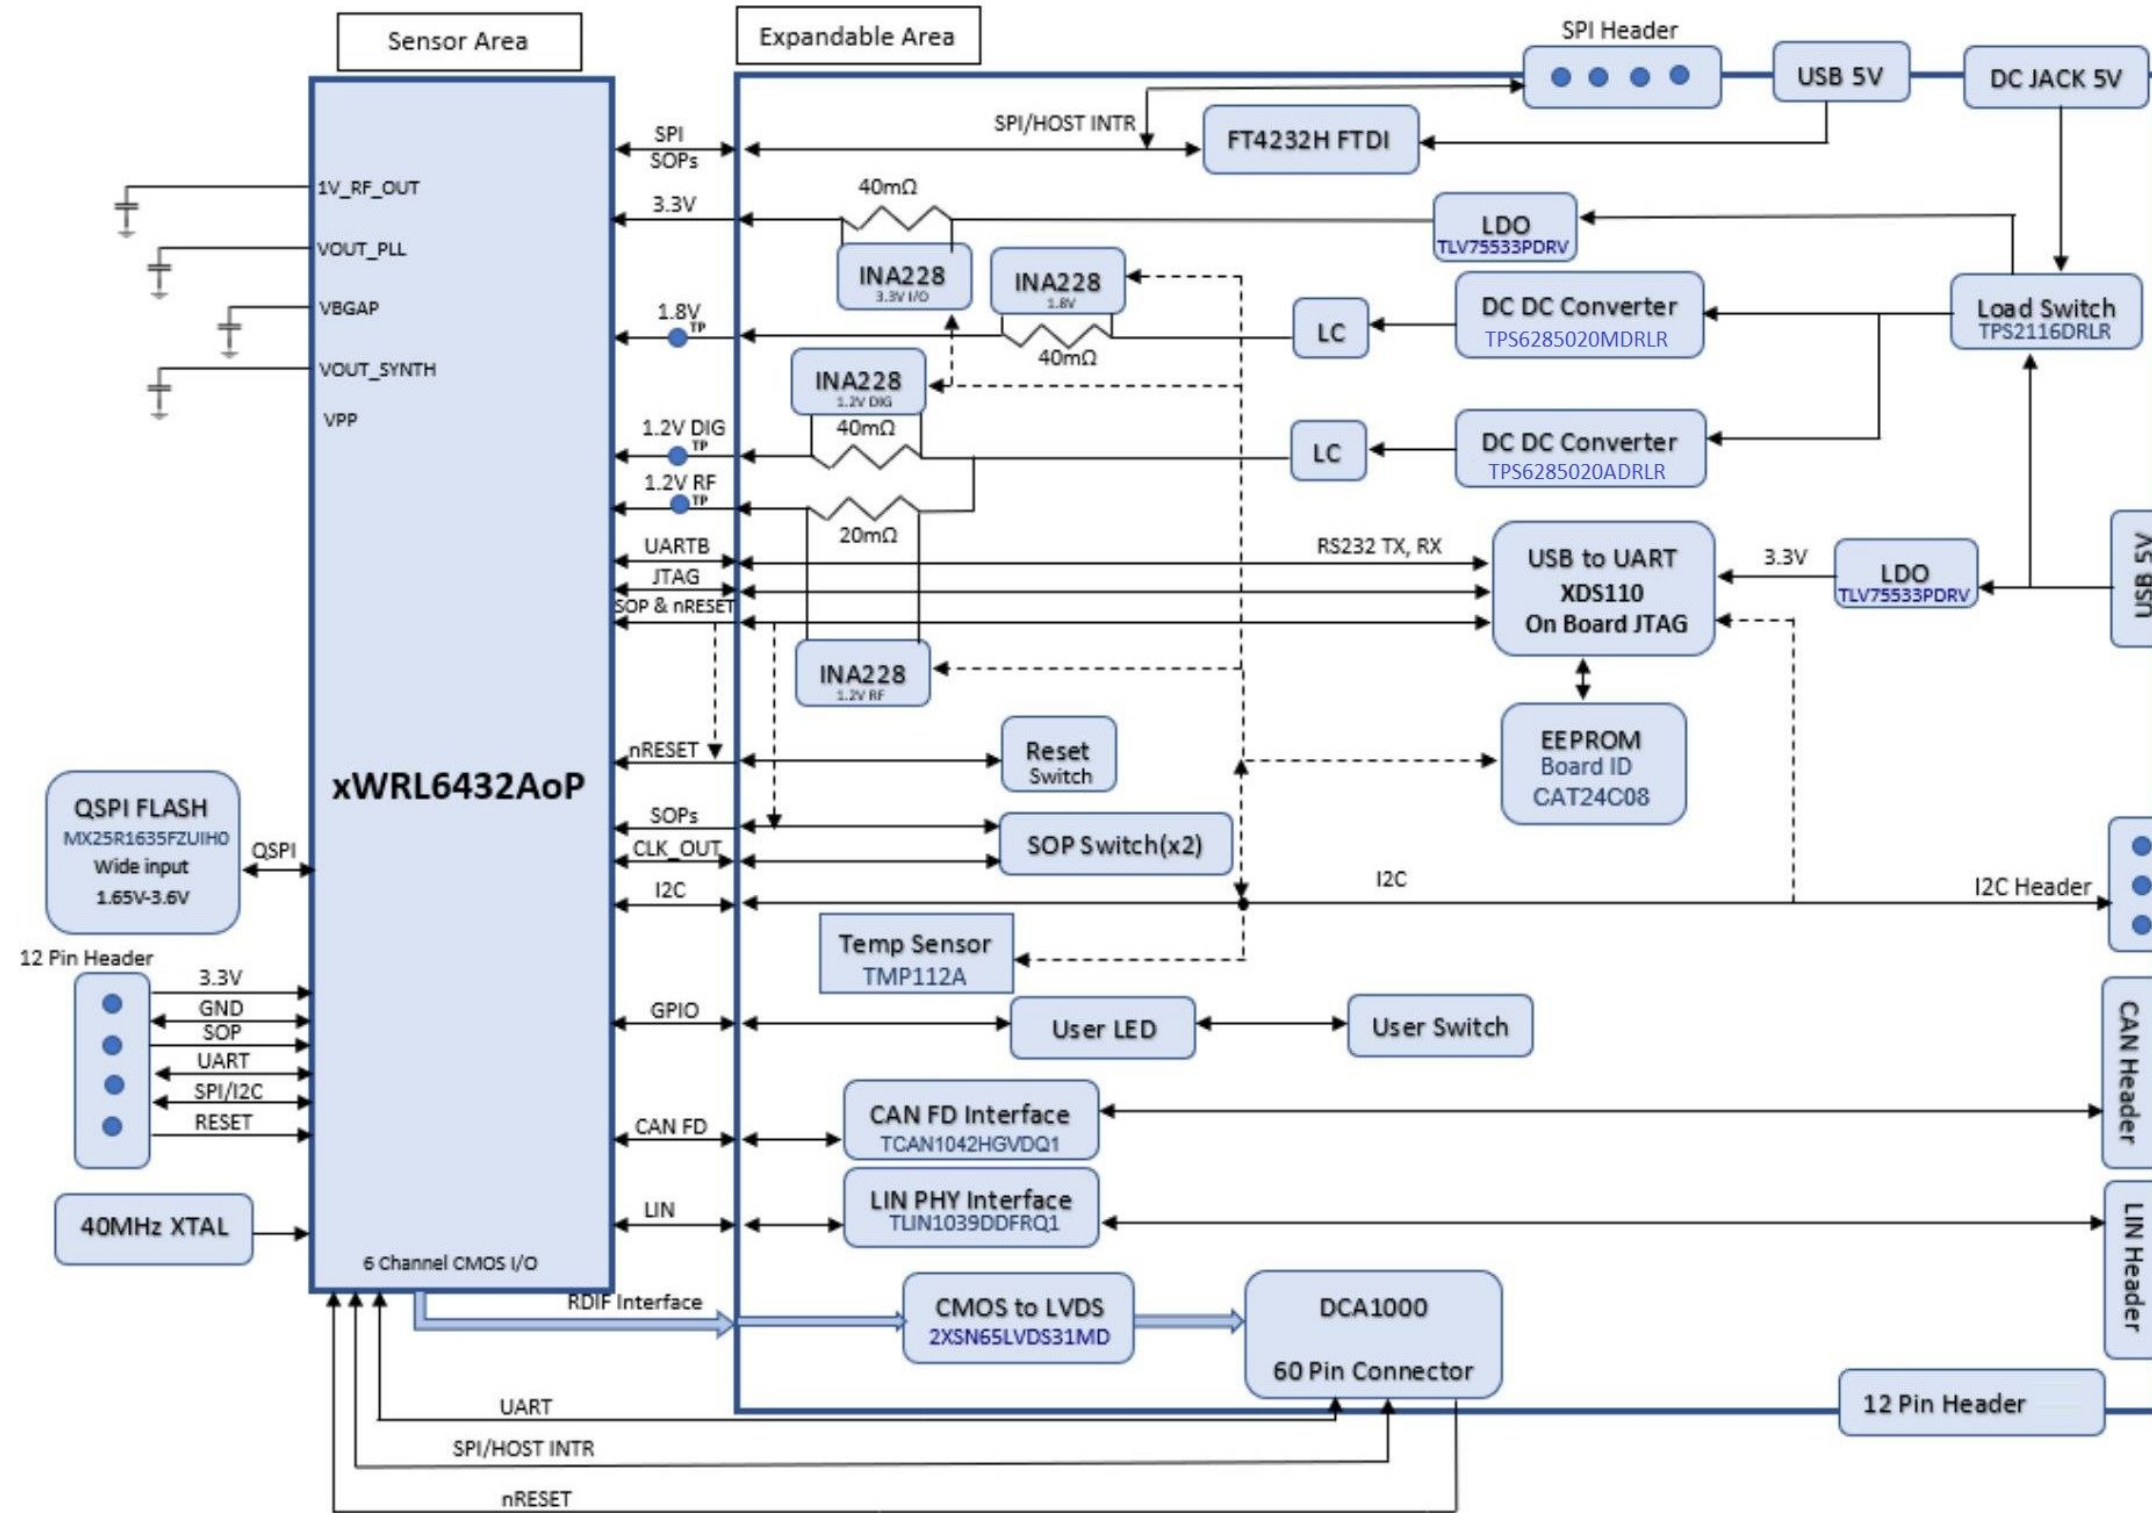 Sensor Area
Expandable Area
SPI Header
USB 5V
DC JACK 5V
SPI
SOPs
SPI/HOST INTR
FT4232H FTDI
1V_RF_OUT
VOUT_PLL
VBGAP
VOUT_SYNTH
VPP
3.3V
40mΩ
LDO
TLV75533PDRV
INA228
3.3V I/O
INA228
1.8V
1.8V
TP
40mΩ
LC
DC DC Converter
TPS6285020MDRLR
Load Switch
TPS2116DRLR
INA228
1.2V DIG
40mΩ
1.2V DIG
TP
LC
DC DC Converter
TPS6285020ADRLR
1.2V RF
TP
20mΩ
UARTB
JTAG
SOP & nRESET
RS232 TX, RX
USB to UART
XDS110
On Board JTAG
3.3V
LDO
TLV75533PDRV
USB 5V
INA228
1.2V RF
nRESET
Reset
Switch
EEPROM
Board ID
CAT24C08
xWRL6432AoP
QSPI FLASH
MX25R1635FZUIH0
Wide input
1.65V-3.6V
QSPI
SOPs
CLK_OUT
SOP Switch(x2)
I2C
I2C
I2C Header
Temp Sensor
TMP112A
12 Pin Header
3.3V
GND
SOP
UART
SPI/I2C
RESET
GPIO
User LED
User Switch
CAN FD
CAN FD Interface
TCAN1042HGVDQ1
CAN Header
LIN
LIN PHY Interface
TLIN1039DDFRQ1
LIN Header
40MHz XTAL
6 Channel CMOS I/O
RDIF Interface
CMOS to LVDS
2XSN65LVDS31MD
DCA1000
60 Pin Connector
12 Pin Header
UART
SPI/HOST INTR
nRESET